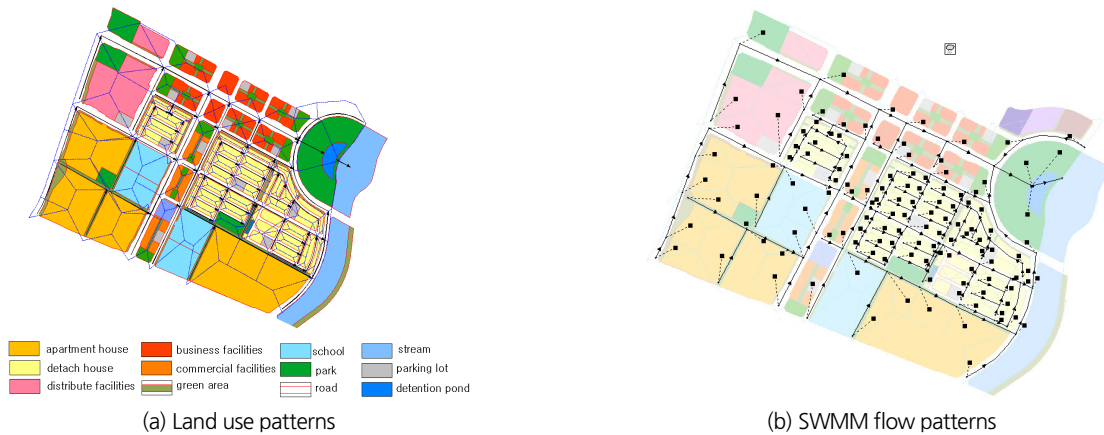 apartment house business facilities school stream
detach house commercial facilities park parking lot
distribute facilities green area road detention pond
(a) Land use patterns (b) SWMM flow patterns